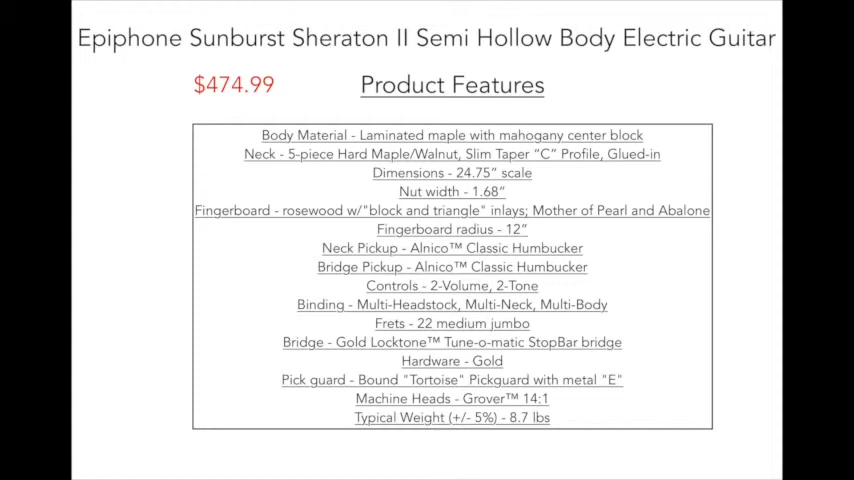 Epiphone Sunburst Sheraton II Semi Hollow Body Electric Guitar
$474.99 Product Features
Body Material - Laminated maple with mahogany center block
Neck - 5-piece Hard Maple/Walnut, Slim Taper “C” Profile, Glued-in
Dimensions - 24.75” scale
Nut width - 1.68”
Fingerboard - rosewood w/"block and triangle" inlays; Mother of Pearl and Abalone
Fingerboard radius - 12”
Neck Pickup - Alnico™ Classic Humbucker
Bridge Pickup - Alnico™ Classic Humbucker
Controls - 2-Volume, 2-Tone
Binding - Multi-Headstock, Multi-Neck, Multi-Body
Frets - 22 medium jumbo
Bridge - Gold Locktone™ Tune-o-matic StopBar bridge
Hardware - Gold
Pick guard - Bound "Tortoise" Pickguard with metal "E"
Machine Heads - Grover™ 14:1
Typical Weight (+/- 5%) - 8.7 lbs